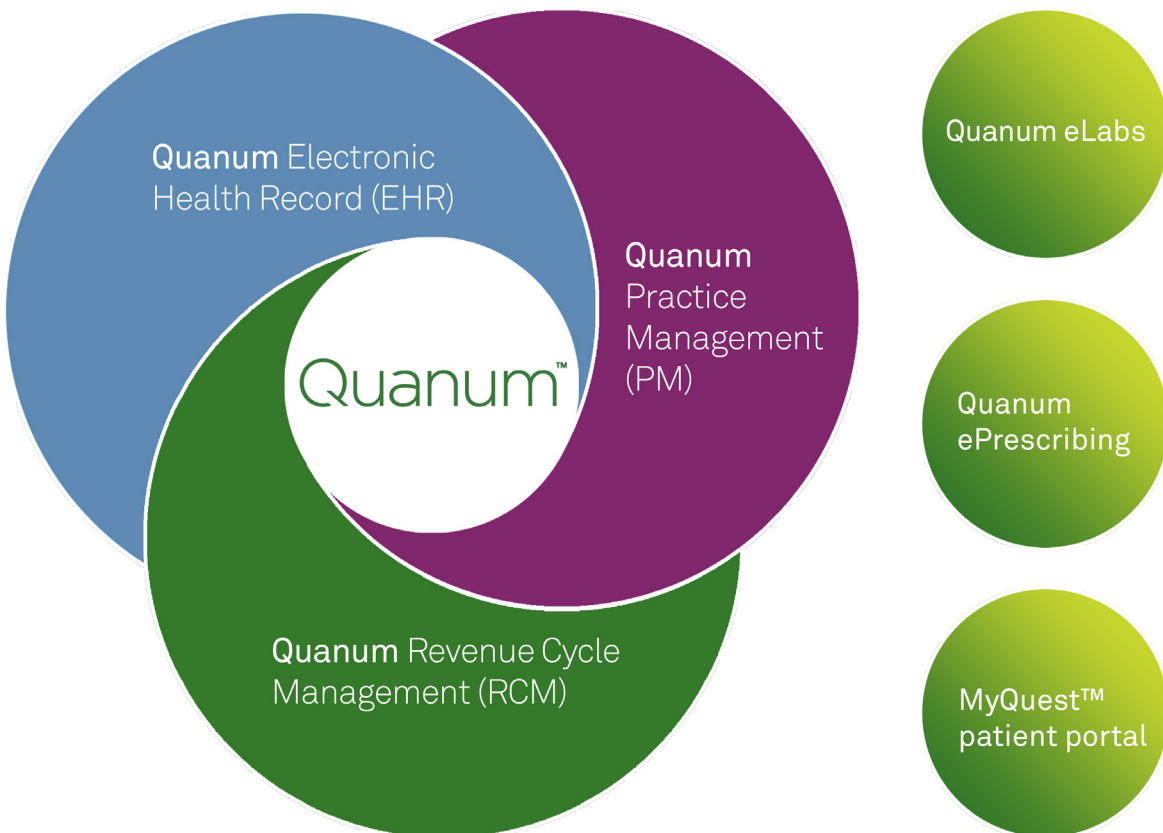 Quanum Electronic
Health Record (EHR)
Quanum
Practice
Management
(PM)
Quanum™
Quanum Revenue Cycle
Management (RCM)
Quanum eLabs
Quanum
ePrescribing
MyQuest™
patient portal